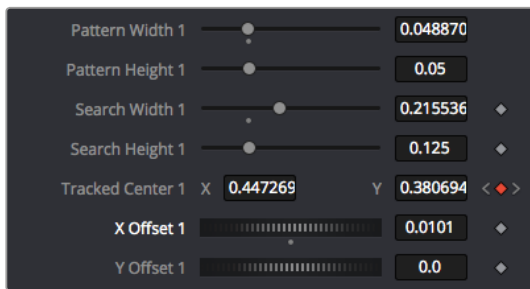 Pattern Width 1 0.048870
Pattern Height 1 0.05
Search Width 1 0.215536
Search Height 1 0.125
Tracked Center 1 X 0.447269 Y 0.380694
X Offset 1 0.0101
Y Offset 1 0.0